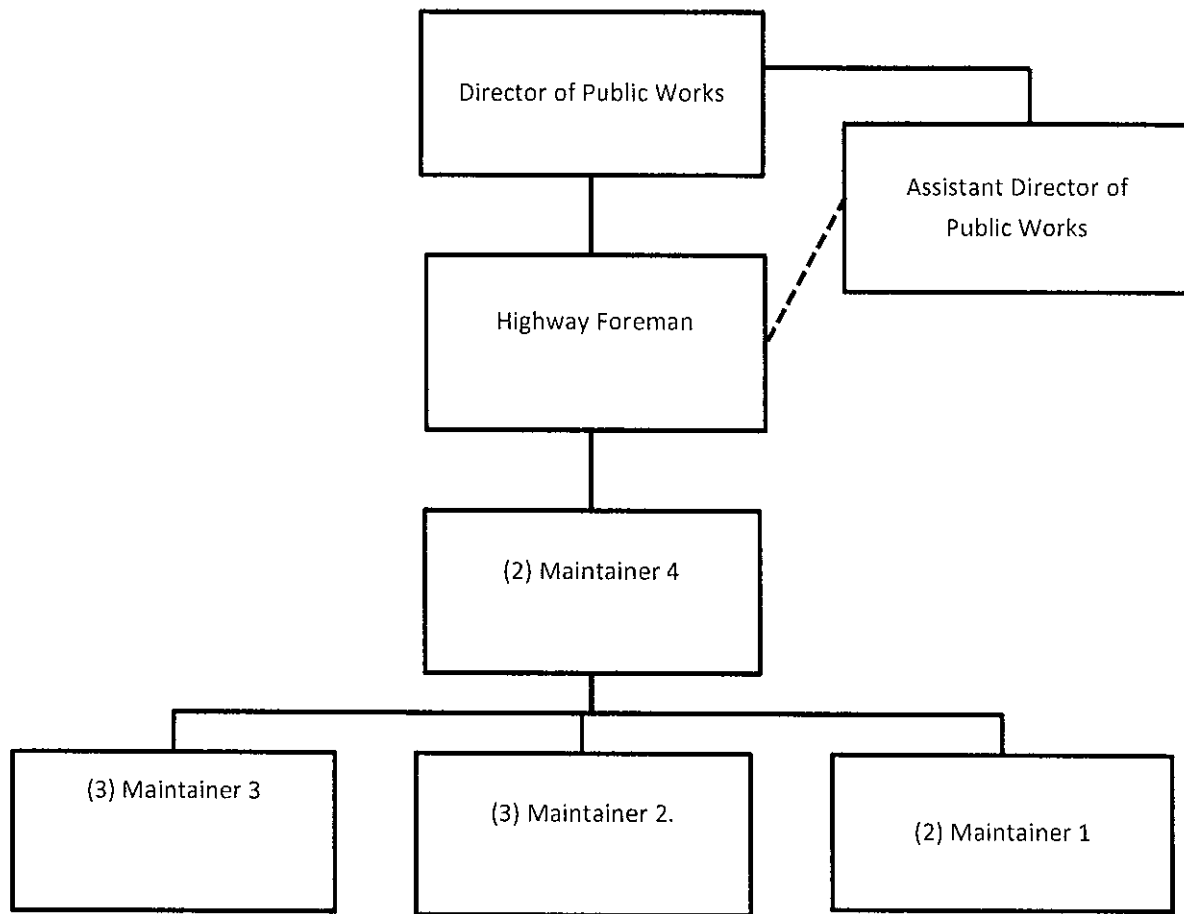 Director of Public Works
Assistant Director of
Public Works
Highway Foreman
(2) Maintainer 4
(3) Maintainer 3
(3) Maintainer 2.
(2) Maintainer 1